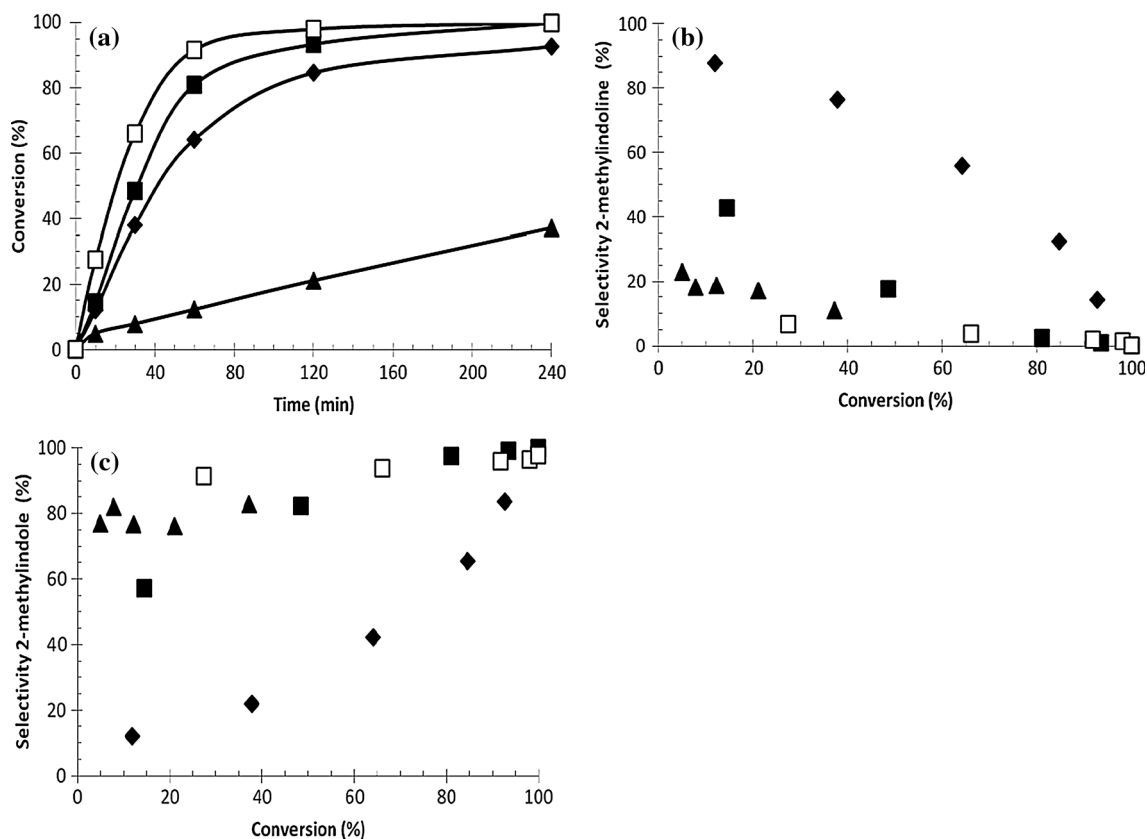 (a)
Conversion (%)
100
80
60
40
20
0
0 40 80 120 160 200 240
Time (min)
(b)
Selectivity 2-methylindoline (%)
100
80
60
40
20
0
0 20 40 60 80 100
Conversion (%)
(c)
Selectivity 2-methylindole (%)
100
80
60
40
20
0
0 20 40 60 80 100
Conversion (%)